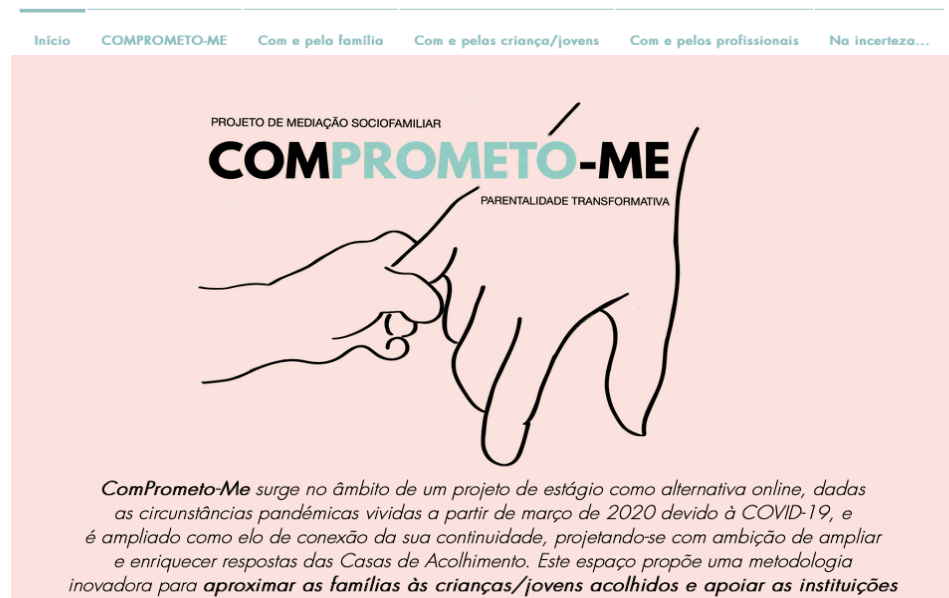 Início COMPROMETO-ME Com e pela família Com e pelas criança/jovens Com e pelos profissionais Na incerteza...
PROJETO DE MEDIAÇÃO SOCIOFAMILIAR
COMPROMETO-ME
PARENTALIDADE TRANSFORMATIVA
ComPrometo-Me surge no âmbito de um projeto de estágio como alternativa online, dadas
as circunstâncias pandémicas vividas a partir de março de 2020 devido à COVID-19, e
é ampliado como elo de conexão da sua continuidade, projetando-se com ambição de ampliar
e enriquecer respostas das Casas de Acolhimento. Este espaço propõe uma metodologia
inovadora para aproximar as famílias às crianças/jovens acolhidos e apoiar as instituições